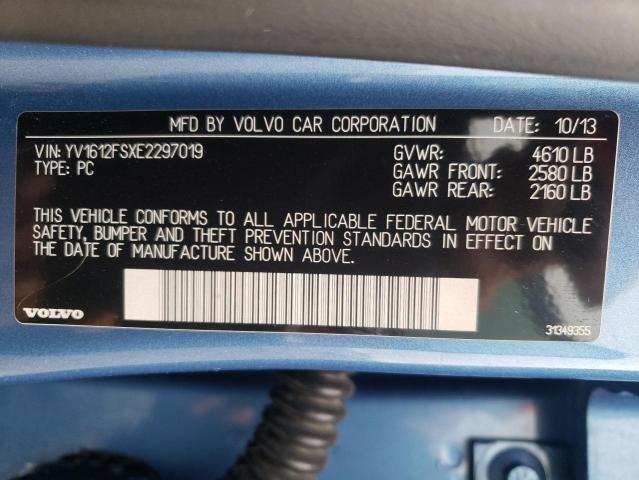 MFD BY VOLVO CAR CORPORATION DATE: 10/13
VIN: YV1612FSXE2297019 GVWR: 4610 LB
TYPE: PC GAWR FRONT: 2580 LB
GAWR REAR: 2160 LB
THIS VEHICLE CONFORMS TO ALL APPLICABLE FEDERAL MOTOR VEHICLE
SAFETY, BUMPER AND THEFT PREVENTION STANDARDS IN EFFECT ON
THE DATE OF MANUFACTURE SHOWN ABOVE.
VOLVO 31349355